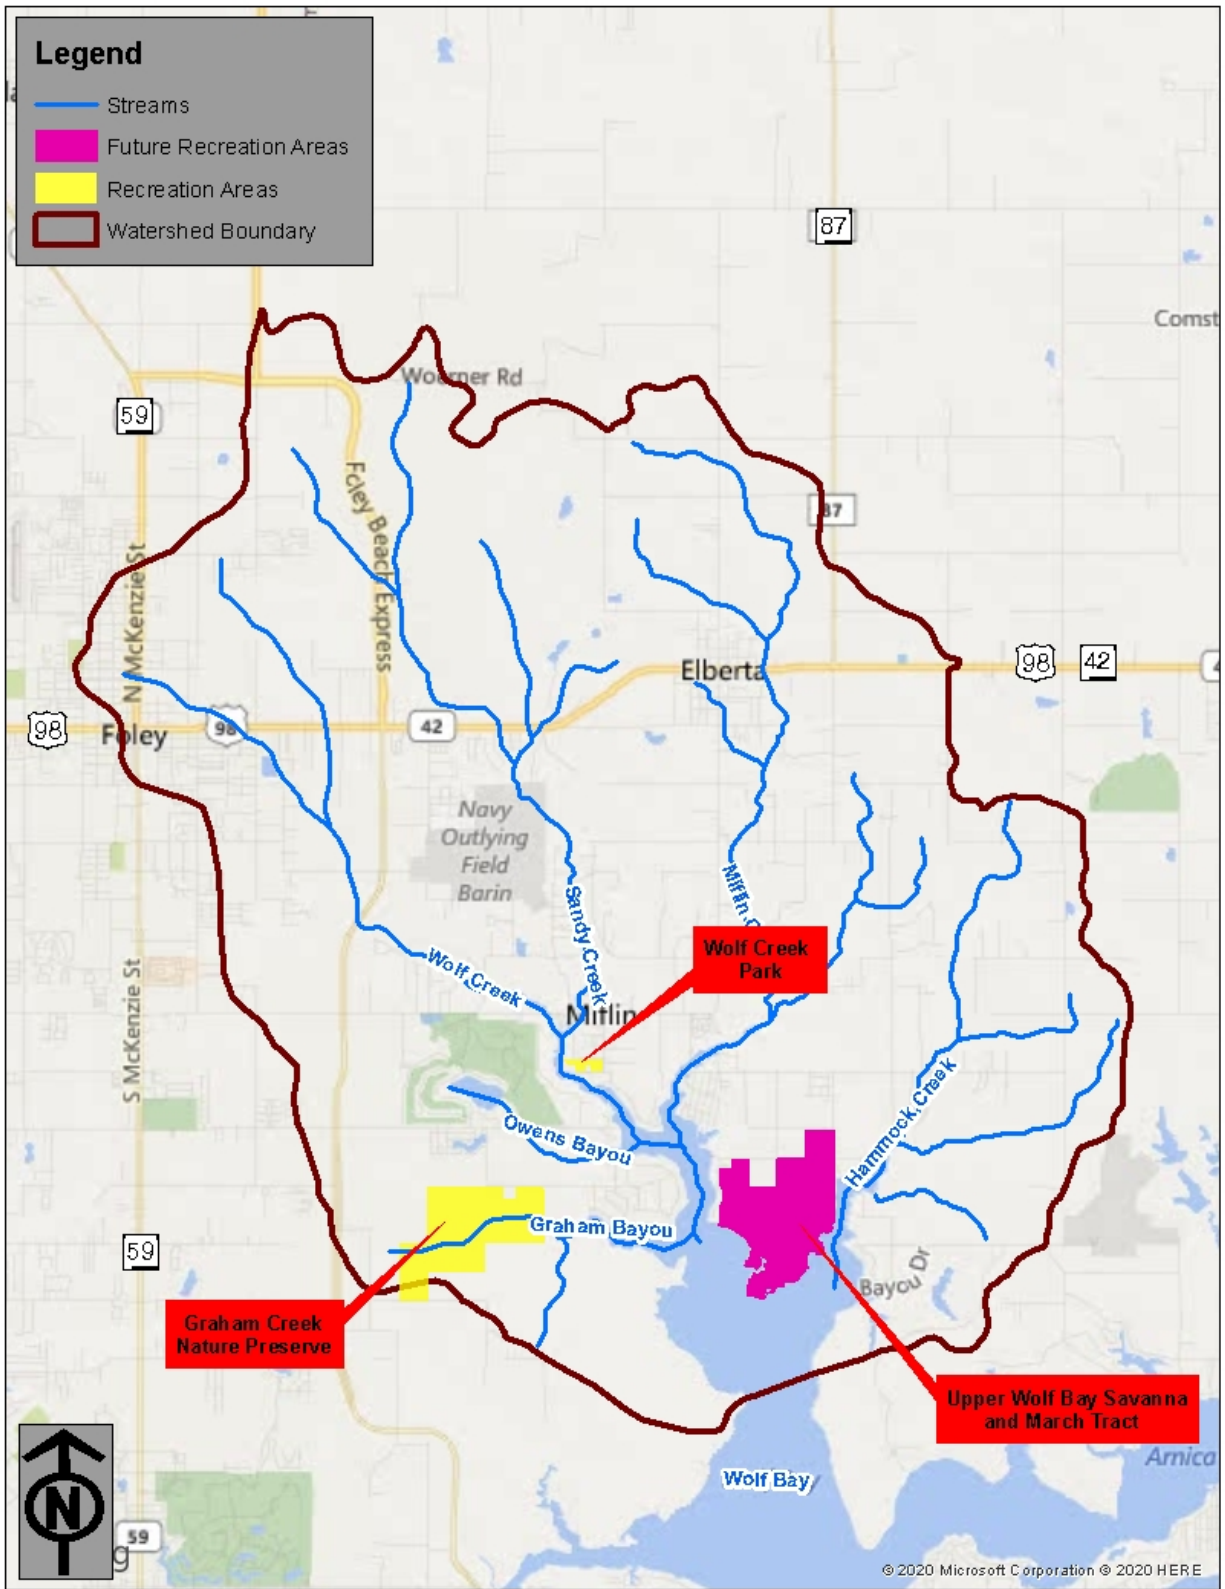 Legend
Streams
Future Recreation Areas
Recreation Areas
Watershed Boundary
87
Comst
Woerner Rd
59
Foley Beach Express
87
N McKenzie St
Elberta
98
42
98
Foley
98
42
Navy
Outlying
Field
Barin
Miflin C
Sandy Creek
Wolf Creek
Park
Wolf Creek
Miflin
S McKenzie St
Hammock Creek
Owens Bayou
Graham Bayou
59
Bayou Dr
Graham Creek
Nature Preserve
Upper Wolf Bay Savanna
and March Tract
Arnica
Wolf Bay
N
59
g
© 2020 Microsoft Corporation © 2020 HERE